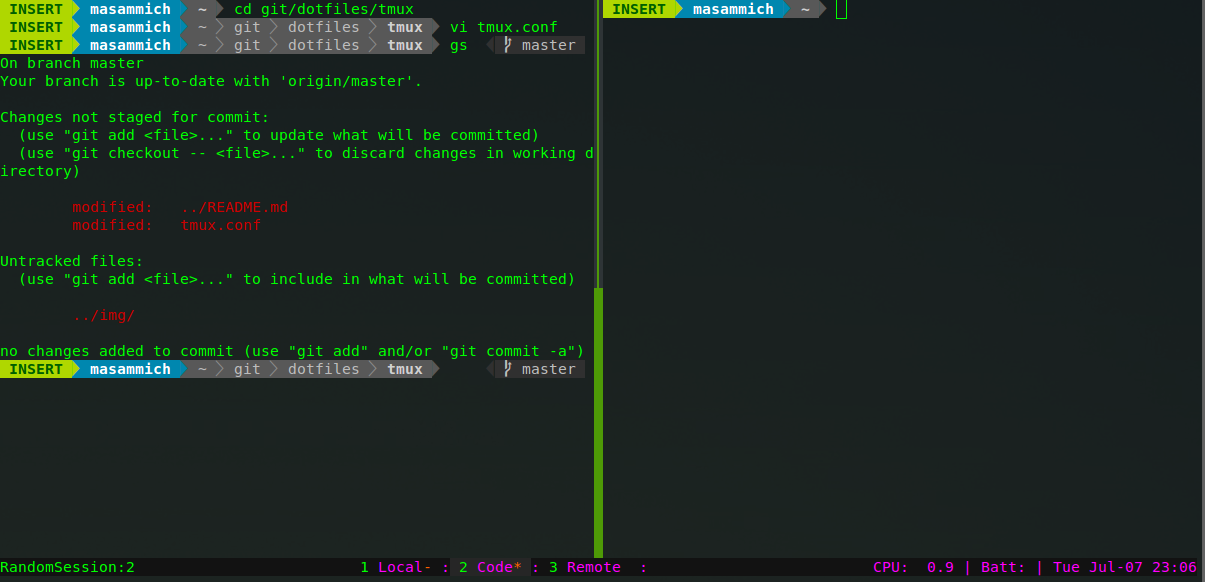 INSERT masammich ~ cd git/dotfiles/tmux
INSERT masammich ~ git dotfiles tmux vi tmux.conf
INSERT masammich ~ git dotfiles tmux gs master
On branch master
Your branch is up-to-date with 'origin/master'.
Changes not staged for commit:
(use "git add <file>..." to update what will be committed)
(use "git checkout -- <file>..." to discard changes in working d
irectory)
modified: ../README.md
modified: tmux.conf
Untracked files:
(use "git add <file>..." to include in what will be committed)
../img/
no changes added to commit (use "git add" and/or "git commit -a")
INSERT masammich ~ git dotfiles tmux master
INSERT masammich ~
RandomSession:2 1 Local- : 2 Code* : 3 Remote : CPU: 0.9 | Batt: | Tue Jul-07 23:06